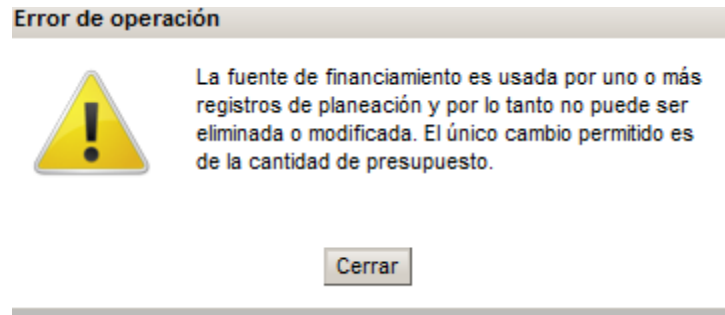 Error de operación
La fuente de financiamiento es usada por uno o más
registros de planeación y por lo tanto no puede ser
eliminada o modificada. El único cambio permitido es
de la cantidad de presupuesto.
Cerrar